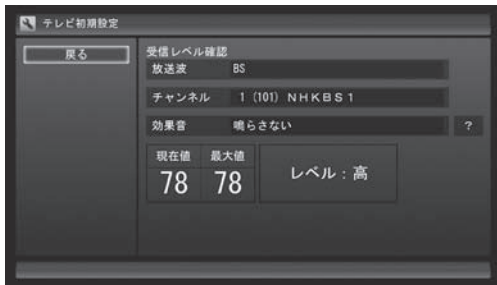 テレビ初期設定
戻る
受信レベル確認
放送波 BS
チャンネル 1 (101) NHKBS1
効果音 鳴らさない ?
現在値 最大値
78 78
レベル：高